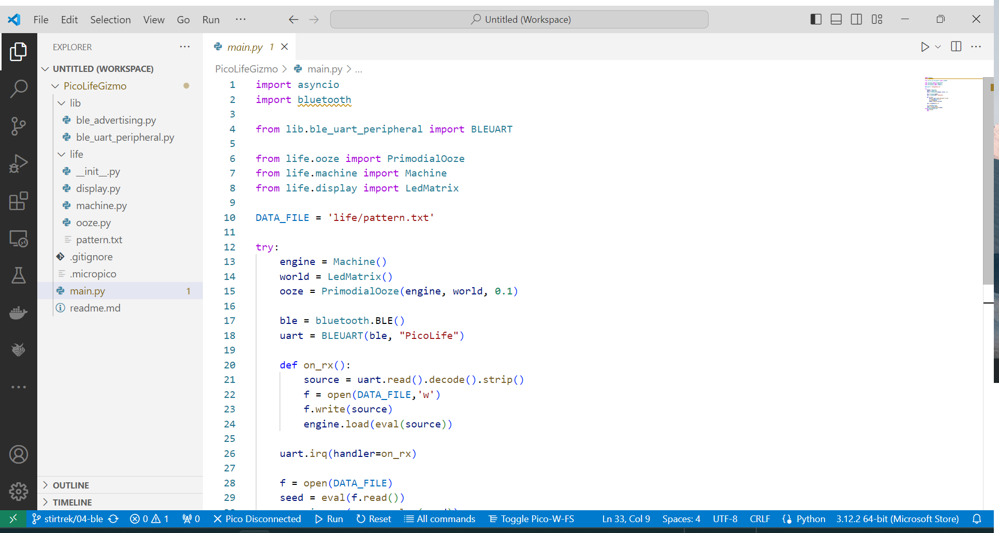 File Edit Selection View Go Run ··· Untitled (Workspace)
EXPLORER ···
UNTITLED (WORKSPACE)
PicoLifeGizmo
lib
ble_advertising.py
ble_uart_peripheral.py
life
__init__.py
display.py
machine.py
ooze.py
pattern.txt
.gitignore
.micropico
main.py 1
readme.md
OUTLINE
TIMELINE
main.py 1
PicoLifeGizmo > main.py > ...
1 import asyncio
2 import bluetooth
3
4 from lib.ble_uart_peripheral import BLEUART
5
6 from life.ooze import PrimodialOoze
7 from life.machine import Machine
8 from life.display import LedMatrix
9
10 DATA_FILE = 'life/pattern.txt'
11
12 try:
13     engine = Machine()
14     world = LedMatrix()
15     ooze = PrimodialOoze(engine, world, 0.1)
16
17     ble = bluetooth.BLE()
18     uart = BLEUART(ble, "PicoLife")
19
20     def on_rx():
21         source = uart.read().decode().strip()
22         f = open(DATA_FILE,'w')
23         f.write(source)
24         engine.load(eval(source))
25
26     uart.irq(handler=on_rx)
27
28     f = open(DATA_FILE)
29     seed = eval(f.read())
stirtrek/04-ble 0 1 0 Pico Disconnected Run Reset All commands Toggle Pico-W-FS Ln 33, Col 9 Spaces: 4 UTF-8 CRLF Python 3.12.2 64-bit (Microsoft Store)